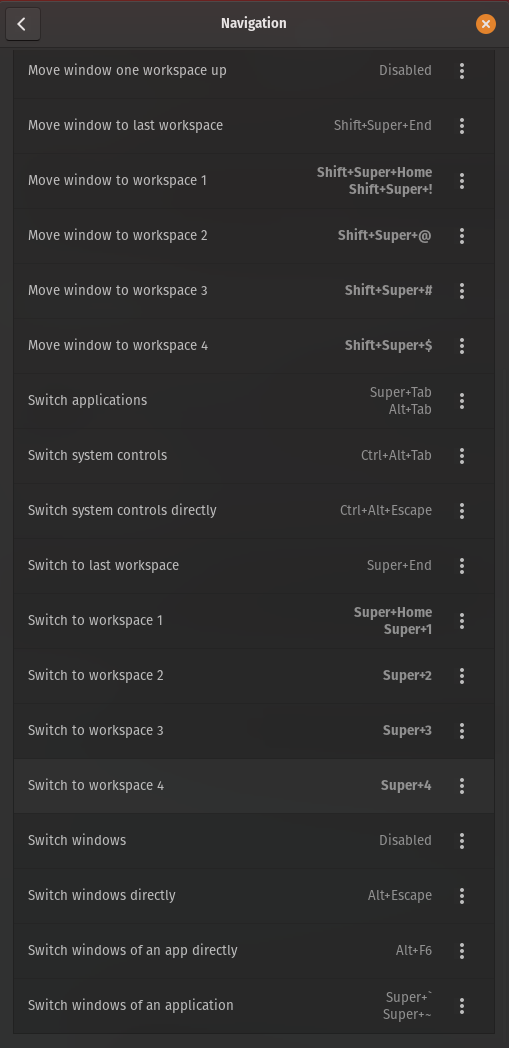 Navigation
Move window one workspace up Disabled
Move window to last workspace Shift+Super+End
Move window to workspace 1 Shift+Super+Home
Shift+Super+!
Move window to workspace 2 Shift+Super+@
Move window to workspace 3 Shift+Super+#
Move window to workspace 4 Shift+Super+$
Switch applications Super+Tab
Alt+Tab
Switch system controls Ctrl+Alt+Tab
Switch system controls directly Ctrl+Alt+Escape
Switch to last workspace Super+End
Switch to workspace 1 Super+Home
Super+1
Switch to workspace 2 Super+2
Switch to workspace 3 Super+3
Switch to workspace 4 Super+4
Switch windows Disabled
Switch windows directly Alt+Escape
Switch windows of an app directly Alt+F6
Switch windows of an application Super+`
Super+~